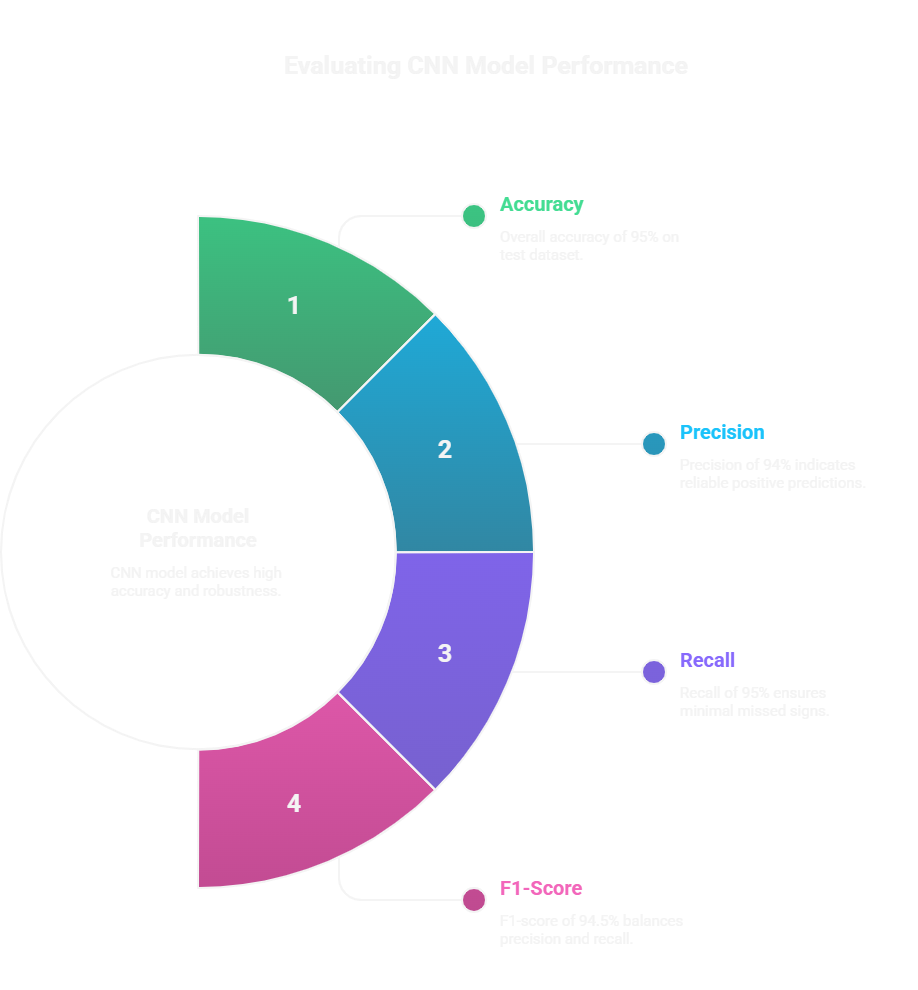 Evaluating CNN Model Performance
Accuracy
Overall accuracy of 95% on
test dataset.
1
2
Precision
Precision of 94% indicates
reliable positive predictions.
CNN Model
Performance
CNN model achieves high
accuracy and robustness.
3
Recall
Recall of 95% ensures
minimal missed signs.
4
F1-Score
F1-score of 94.5% balances
precision and recall.